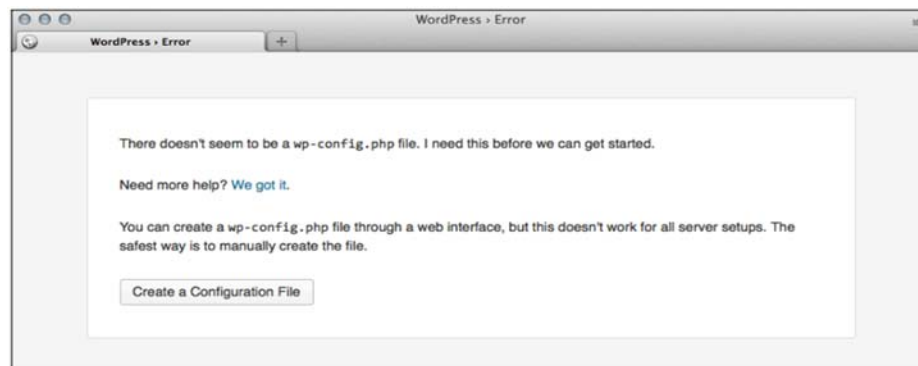 WordPress › Error
WordPress › Error
There doesn't seem to be a wp-config.php file. I need this before we can get started.
Need more help? We got it.
You can create a wp-config.php file through a web interface, but this doesn't work for all server setups. The
safest way is to manually create the file.
Create a Configuration File